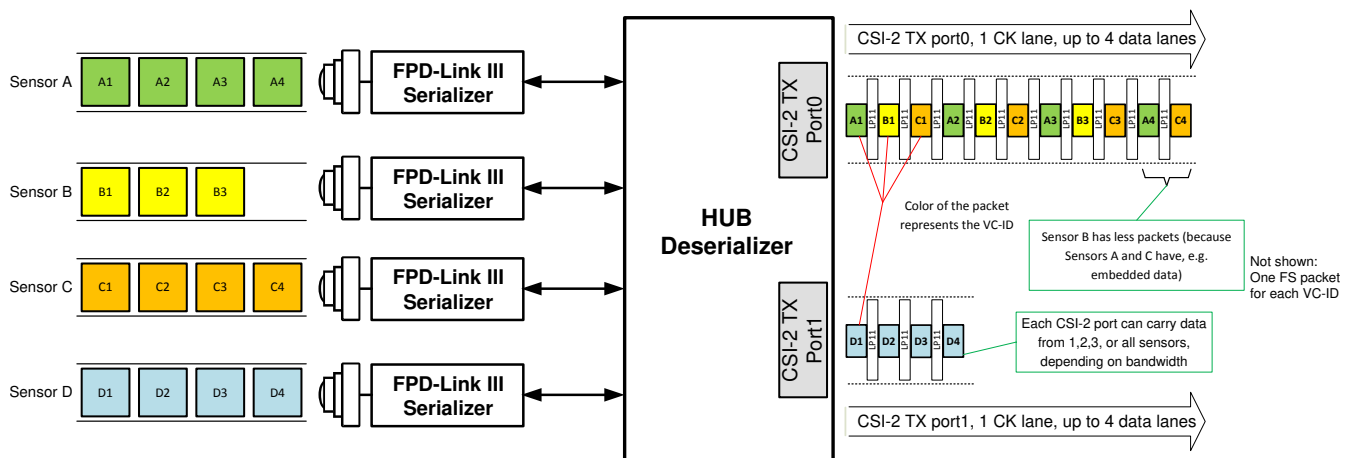 CSI-2 TX port0, 1 CK lane, up to 4 data lanes
Sensor A
A1 A2 A3 A4
FPD-Link III
Serializer
CSI-2 TX
Port0
A1 LP11 B1 LP11 C1 LP11 A2 LP11 B2 LP11 C2 LP11 A3 LP11 B3 LP11 C3 LP11 A4 LP11 C4
Sensor B
B1 B2 B3
FPD-Link III
Serializer
HUB
Deserializer
Color of the packet
represents the VC-ID
Sensor B has less packets (because
Sensors A and C have, e.g.
embedded data)
Not shown:
One FS packet
for each VC-ID
Sensor C
C1 C2 C3 C4
FPD-Link III
Serializer
CSI-2 TX
Port1
D1 LP11 D2 LP11 D3 LP11 D4
Each CSI-2 port can carry data
from 1,2,3, or all sensors,
depending on bandwidth
Sensor D
D1 D2 D3 D4
FPD-Link III
Serializer
CSI-2 TX port1, 1 CK lane, up to 4 data lanes